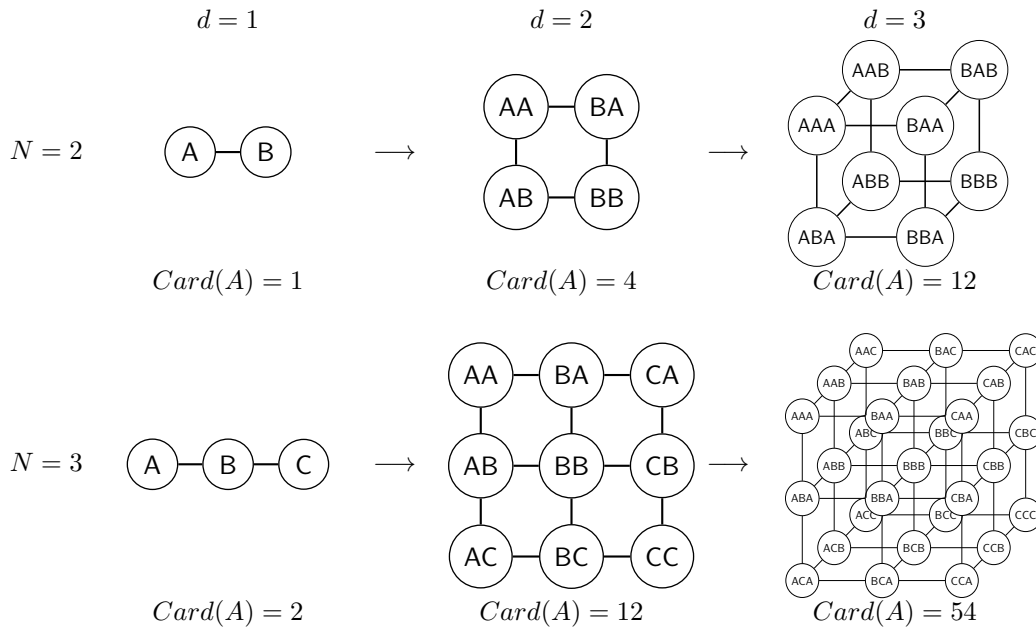 d = 1
d = 2
d = 3
N = 2
A B
AA BA
AB BB
AAB BAB
AAA BAA
ABB BBB
ABA BBA
Card(A) = 1
Card(A) = 4
Card(A) = 12
N = 3
A B C
AA BA CA
AB BB CB
AC BC CC
AAC BAC CAC
AAB BAB CAB
AAA BAA CAA
ABC BBC CBC
ABB BBB CBB
ABA BBA CBA
ACC BCC CCC
ACB BCB CCB
ACA BCA CCA
Card(A) = 2
Card(A) = 12
Card(A) = 54